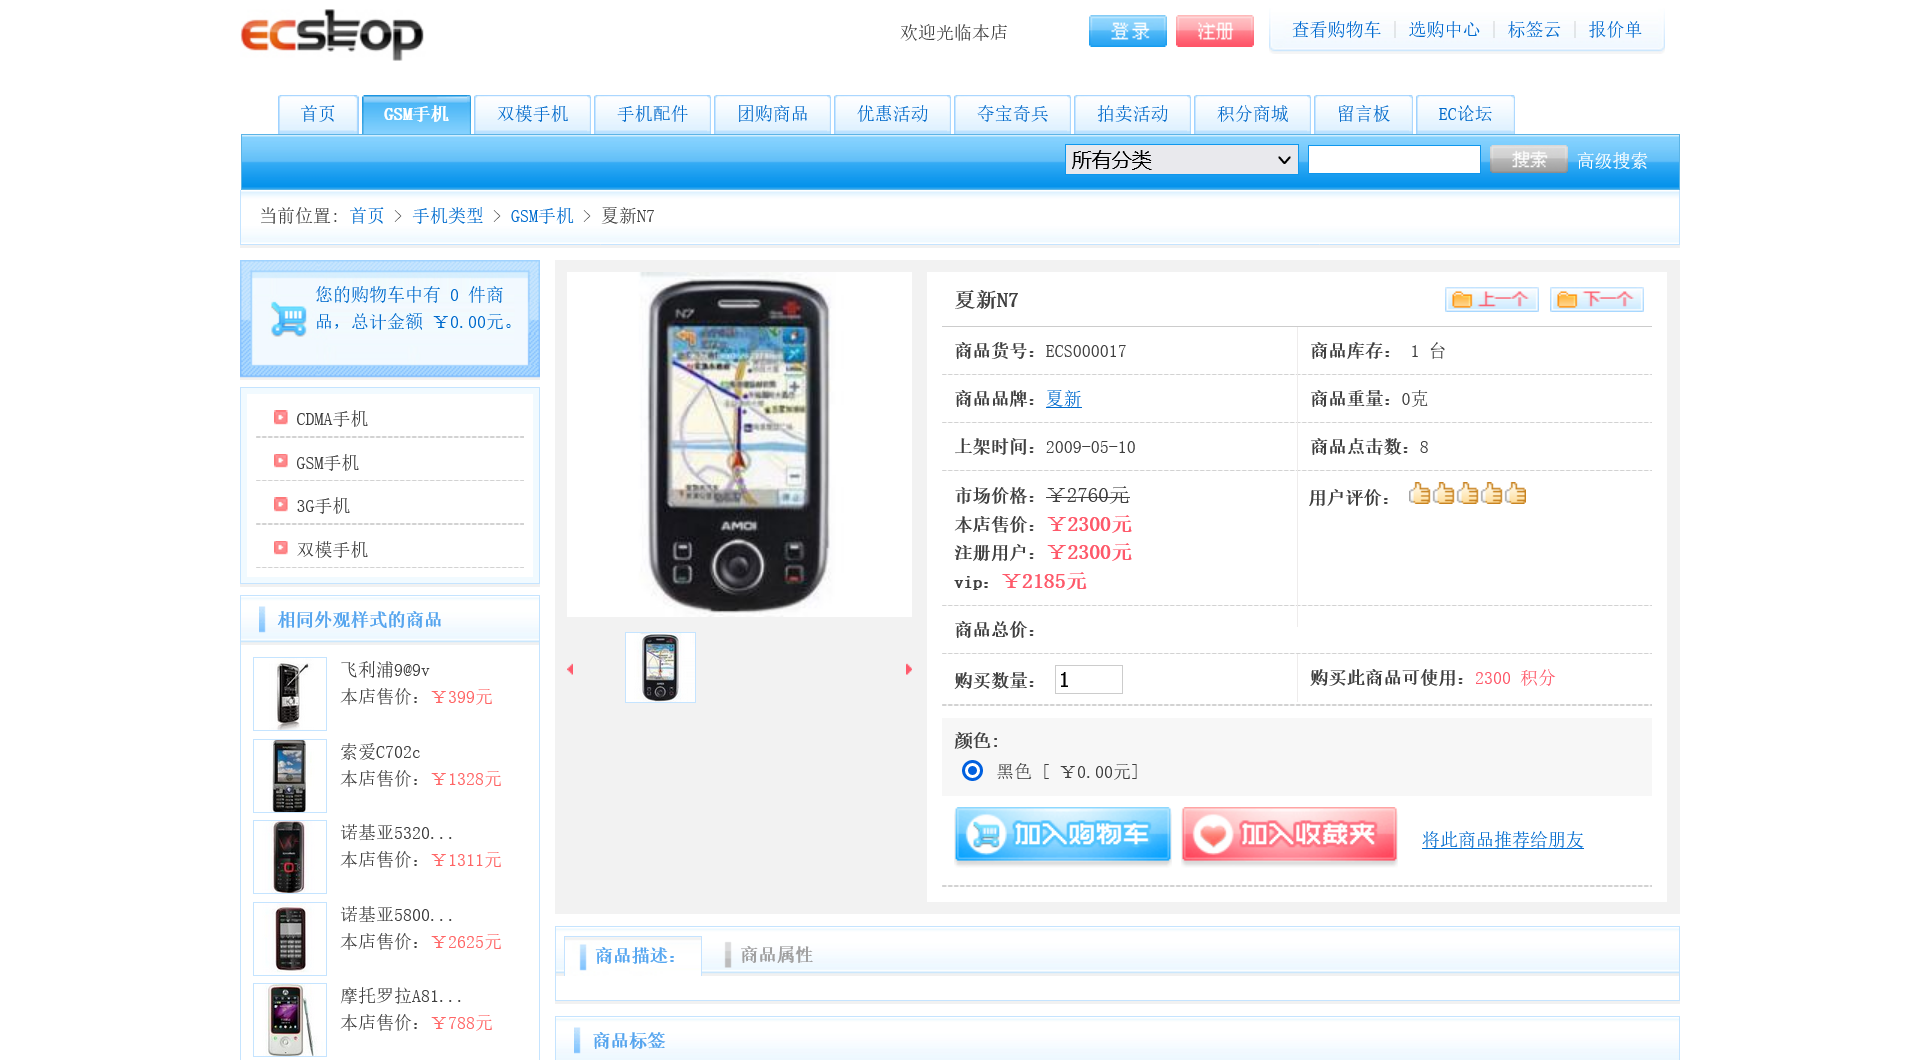 ecshop
欢迎光临本店
登录 注册
查看购物车 | 选购中心 | 标签云 | 报价单
首页 GSM手机 双模手机 手机配件 团购商品 优惠活动 夺宝奇兵 拍卖活动 积分商城 留言板 EC论坛
所有分类 搜索 高级搜索
当前位置: 首页 > 手机类型 > GSM手机 > 夏新N7
您的购物车中有 0 件商
品，总计金额 ￥0.00元。
CDMA手机
GSM手机
3G手机
双模手机
相同外观样式的商品
飞利浦9@9v
本店售价：￥399元
索爱C702c
本店售价：￥1328元
诺基亚5320...
本店售价：￥1311元
诺基亚5800...
本店售价：￥2625元
摩托罗拉A81...
本店售价：￥788元
N7
AMOI
夏新N7
上一个 下一个
商品货号：ECS000017
商品库存： 1 台
商品品牌：夏新
商品重量：0克
上架时间：2009-05-10
商品点击数：8
市场价格：￥2760元
本店售价：￥2300元
注册用户：￥2300元
vip：￥2185元
用户评价：
商品总价：
购买数量： 1
购买此商品可使用：2300 积分
颜色:
黑色 [ ￥0.00元]
加入购物车 加入收藏夹 将此商品推荐给朋友
商品描述： 商品属性
商品标签